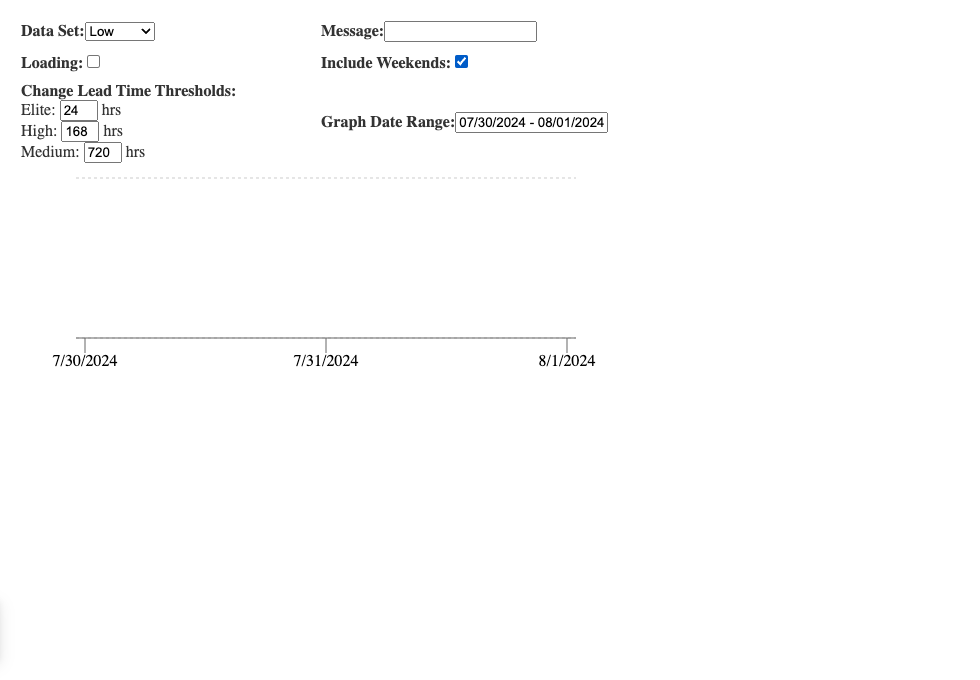 Data Set: Low
Message:
Loading:
Include Weekends:
Change Lead Time Thresholds:
Elite: 24 hrs
High: 168 hrs
Medium: 720 hrs
Graph Date Range: 07/30/2024 - 08/01/2024
7/30/2024 7/31/2024 8/1/2024